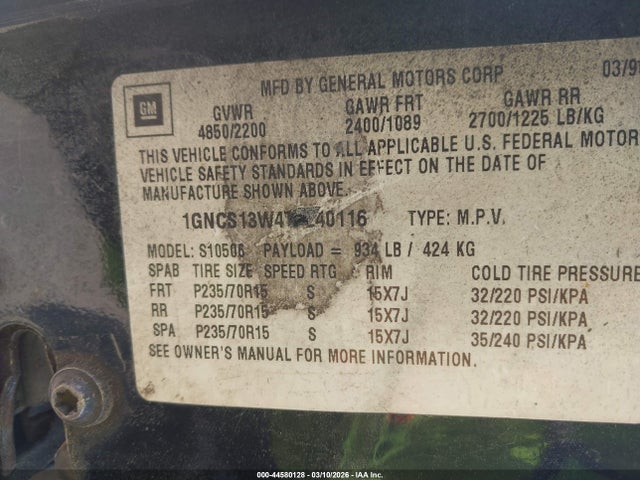 MFD BY GENERAL MOTORS CORP 03/9
GM
GVWR GAWR FRT GAWR RR
4850/2200 2400/1089 2700/1225 LB/KG
THIS VEHICLE CONFORMS TO ALL APPLICABLE U.S. FEDERAL MOTOR
VEHICLE SAFETY STANDARDS IN EFFECT ON THE DATE OF
MANUFACTURE SHOWN ABOVE.
TYPE: M.P.V.
MODEL: S10506 PAYLOAD = 934 LB / 424 KG
SPAB TIRE SIZE SPEED RTG RIM COLD TIRE PRESSURE
FRT P235/70R15 S 15X7J 32/220 PSI/KPA
RR P235/70R15 S 15X7J 32/220 PSI/KPA
SPA P235/70R15 S 15X7J 35/240 PSI/KPA
SEE OWNER'S MANUAL FOR MORE INFORMATION.
000-44580128 - 03/10/2026 - IAA Inc.